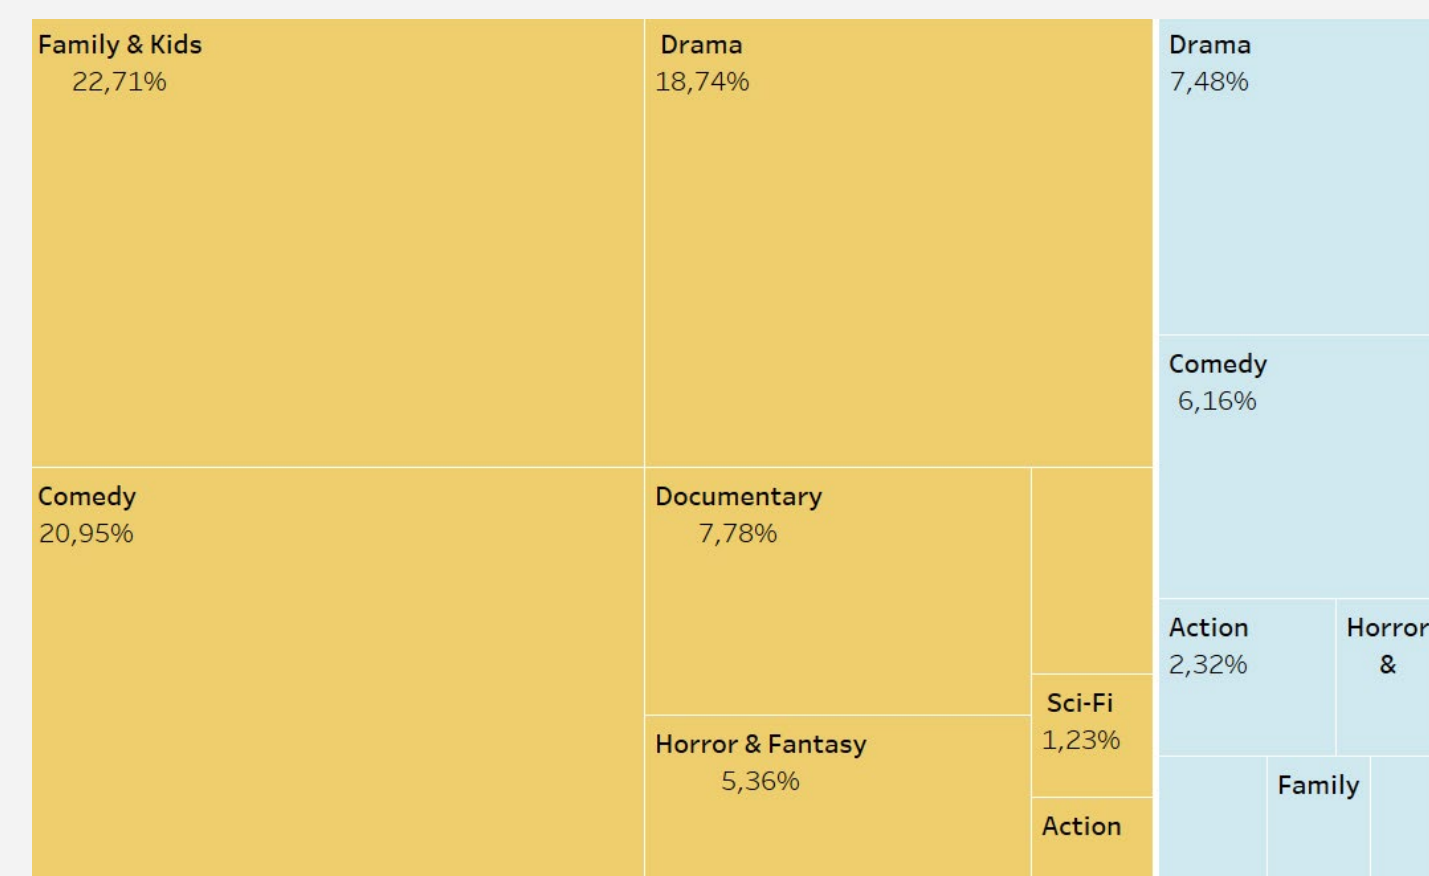 Family & Kids
22,71%
Drama
18,74%
Comedy
20,95%
Documentary
7,78%
Horror & Fantasy
5,36%
Sci-Fi
1,23%
Action
Drama
7,48%
Comedy
6,16%
Action
2,32%
Horror
&
Family